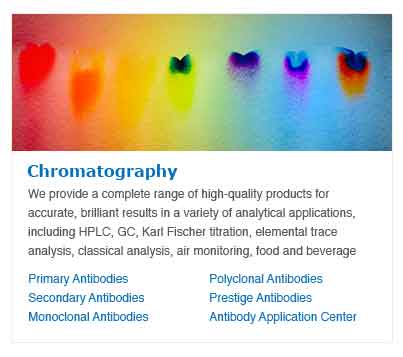 Chromatography
We provide a complete range of high-quality products for
accurate, brilliant results in a variety of analytical applications,
including HPLC, GC, Karl Fischer titration, elemental trace
analysis, classical analysis, air monitoring, food and beverage
Primary Antibodies
Polyclonal Antibodies
Secondary Antibodies
Prestige Antibodies
Monoclonal Antibodies
Antibody Application Center